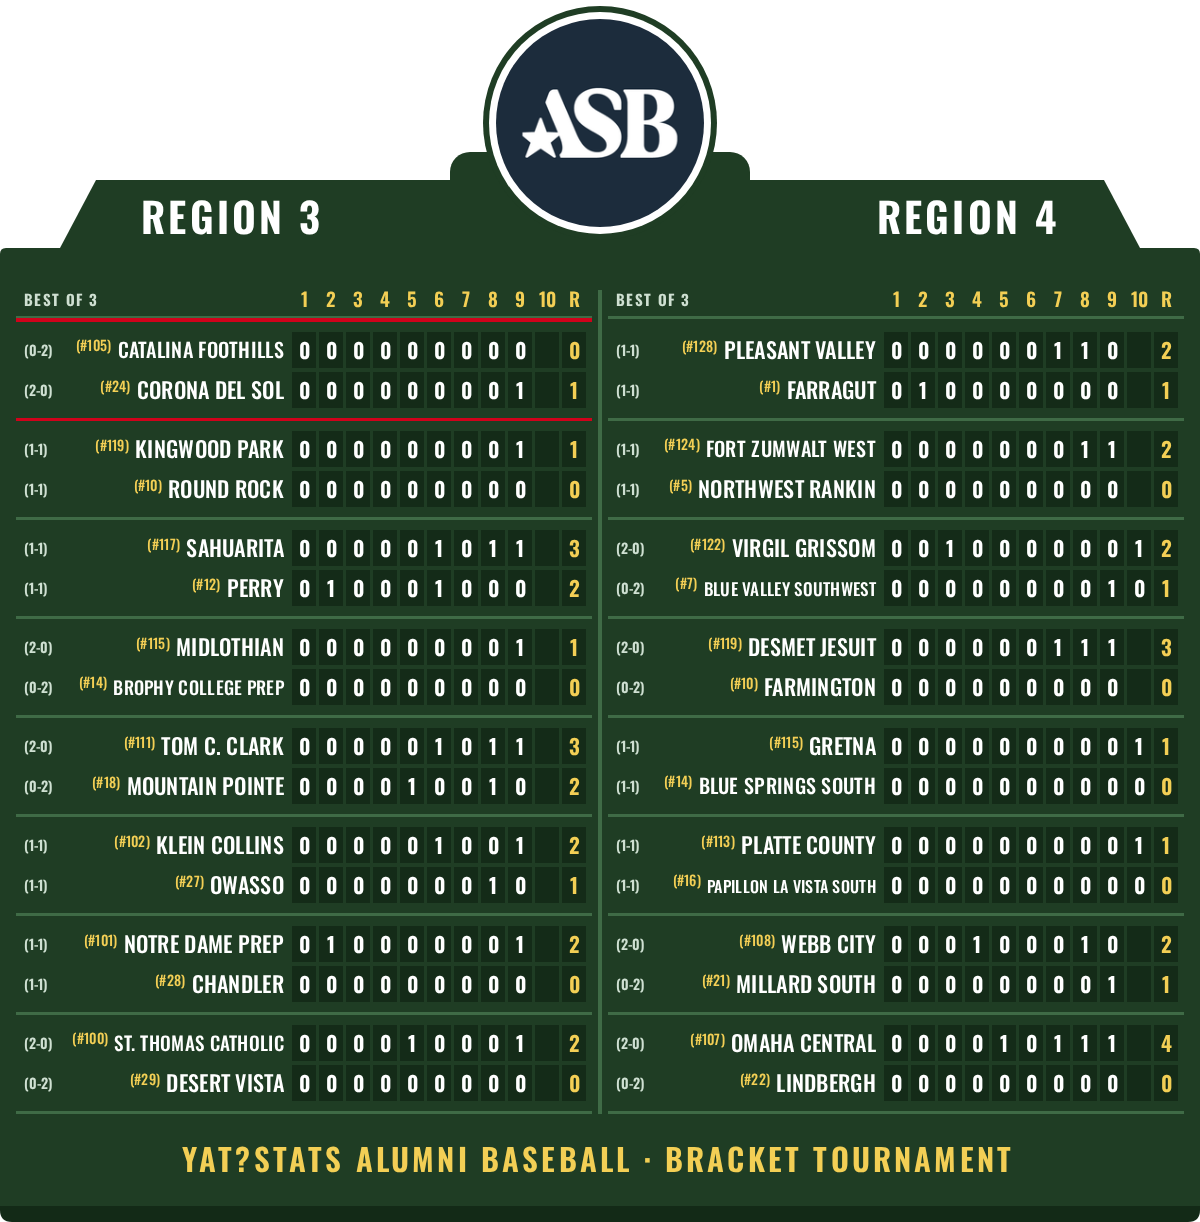 ASB
REGION 3
REGION 4
BEST OF 3 1 2 3 4 5 6 7 8 9 10 R
(0-2) (#105) CATALINA FOOTHILLS 0 0 0 0 0 0 0 0 0 0
(2-0) (#24) CORONA DEL SOL 0 0 0 0 0 0 0 0 1 1
(1-1) (#119) KINGWOOD PARK 0 0 0 0 0 0 0 0 1 1
(1-1) (#10) ROUND ROCK 0 0 0 0 0 0 0 0 0 0
(1-1) (#117) SAHUARITA 0 0 0 0 0 1 0 1 1 3
(1-1) (#12) PERRY 0 1 0 0 0 1 0 0 0 2
(2-0) (#115) MIDLOTHIAN 0 0 0 0 0 0 0 0 1 1
(0-2) (#14) BROPHY COLLEGE PREP 0 0 0 0 0 0 0 0 0 0
(2-0) (#111) TOM C. CLARK 0 0 0 0 0 1 0 1 1 3
(0-2) (#18) MOUNTAIN POINTE 0 0 0 0 1 0 0 1 0 2
(1-1) (#102) KLEIN COLLINS 0 0 0 0 0 1 0 0 1 2
(1-1) (#27) OWASSO 0 0 0 0 0 0 0 1 0 1
(1-1) (#101) NOTRE DAME PREP 0 1 0 0 0 0 0 0 1 2
(1-1) (#28) CHANDLER 0 0 0 0 0 0 0 0 0 0
(2-0) (#100) ST. THOMAS CATHOLIC 0 0 0 0 1 0 0 0 1 2
(0-2) (#29) DESERT VISTA 0 0 0 0 0 0 0 0 0 0
BEST OF 3 1 2 3 4 5 6 7 8 9 10 R
(1-1) (#128) PLEASANT VALLEY 0 0 0 0 0 0 1 1 0 2
(1-1) (#1) FARRAGUT 0 1 0 0 0 0 0 0 0 1
(1-1) (#124) FORT ZUMWALT WEST 0 0 0 0 0 0 0 1 1 2
(1-1) (#5) NORTHWEST RANKIN 0 0 0 0 0 0 0 0 0 0
(2-0) (#122) VIRGIL GRISSOM 0 0 1 0 0 0 0 0 0 1 2
(0-2) (#7) BLUE VALLEY SOUTHWEST 0 0 0 0 0 0 0 0 1 0 1
(2-0) (#119) DESMET JESUIT 0 0 0 0 0 0 1 1 1 3
(0-2) (#10) FARMINGTON 0 0 0 0 0 0 0 0 0 0
(1-1) (#115) GRETNA 0 0 0 0 0 0 0 0 0 1 1
(1-1) (#14) BLUE SPRINGS SOUTH 0 0 0 0 0 0 0 0 0 0 0
(1-1) (#113) PLATTE COUNTY 0 0 0 0 0 0 0 0 0 1 1
(1-1) (#16) PAPILLON LA VISTA SOUTH 0 0 0 0 0 0 0 0 0 0 0
(2-0) (#108) WEBB CITY 0 0 0 1 0 0 0 1 0 2
(0-2) (#21) MILLARD SOUTH 0 0 0 0 0 0 0 0 1 1
(2-0) (#107) OMAHA CENTRAL 0 0 0 0 1 0 1 1 1 4
(0-2) (#22) LINDBERGH 0 0 0 0 0 0 0 0 0 0
YAT?STATS ALUMNI BASEBALL · BRACKET TOURNAMENT